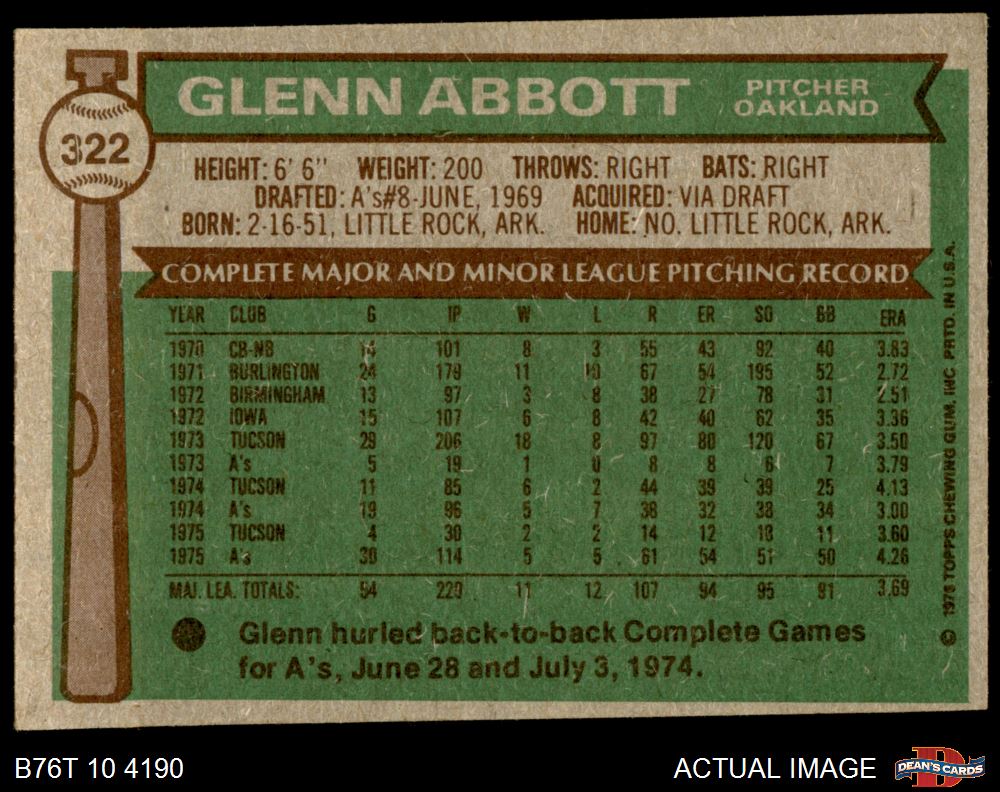 GLENN ABBOTT
PITCHER
OAKLAND
322
HEIGHT: 6' 6" WEIGHT: 200 THROWS: RIGHT BATS: RIGHT
DRAFTED: A's#8-JUNE, 1969 ACQUIRED: VIA DRAFT
BORN: 2-16-51, LITTLE ROCK, ARK. HOME: NO. LITTLE ROCK, ARK.
COMPLETE MAJOR AND MINOR LEAGUE PITCHING RECORD
YEAR CLUB G IP W L R ER SO BB ERA
1970 CB-NB 14 101 8 3 55 43 92 40 3.83
1971 BURLINGTON 24 179 11 10 67 54 195 52 2.72
1972 BIRMINGHAM 13 97 3 8 38 27 78 31 2.51
1972 IOWA 15 107 6 8 42 40 62 35 3.36
1973 TUCSON 29 206 18 8 97 80 120 67 3.50
1973 A's 5 19 1 0 8 8 6 7 3.79
1974 TUCSON 11 85 6 2 44 39 39 25 4.13
1974 A's 19 96 5 7 38 32 38 34 3.00
1975 TUCSON 4 30 2 2 14 12 18 11 3.60
1975 A's 30 114 5 5 61 54 51 50 4.26
MAJ. LEA. TOTALS: 54 229 11 12 107 94 95 91 3.69
Glenn hurled back-to-back Complete Games
for A's, June 28 and July 3, 1974.
© 1976 TOPPS CHEWING GUM, INC PRTD. IN U.S.A.
B76T 10 4190
ACTUAL IMAGE
DEAN'S CARDS